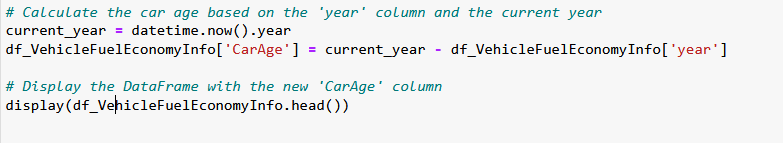 # Calculate the car age based on the 'year' column and the current year
current_year = datetime.now().year
df_VehicleFuelEconomyInfo['CarAge'] = current_year - df_VehicleFuelEconomyInfo['year']
# Display the DataFrame with the new 'CarAge' column
display(df_VehicleFuelEconomyInfo.head())